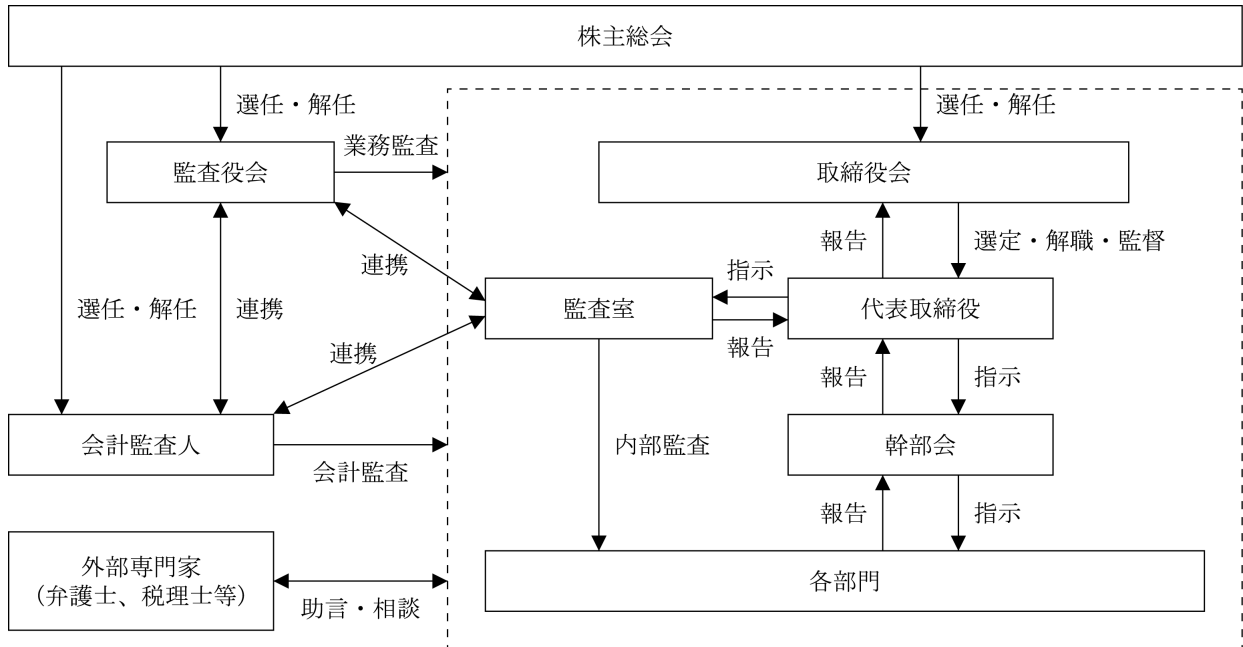 株主総会
選任・解任
選任・解任
業務監査
監査役会
取締役会
報告
選定・解職・監督
連携
指示
選任・解任
連携
監査室
代表取締役
報告
連携
報告
指示
会計監査人
内部監査
幹部会
会計監査
報告
指示
外部専門家
（弁護士、税理士等）
各部門
助言・相談